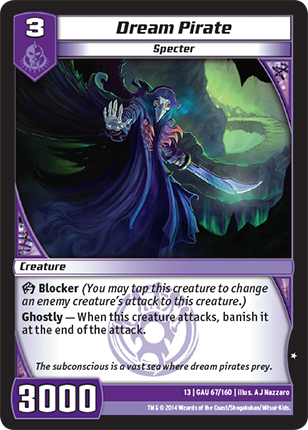 3
Dream Pirate
Specter
Creature
Blocker (You may tap this creature to change
an enemy creature's attack to this creature.)
Ghostly — When this creature attacks, banish it
at the end of the attack.
The subconscious is a vast sea where dream pirates prey.
3000
13 | GAU 67/160 | Illus. AJ Nazzaro
TM & © 2014 Wizards of the Coast/Shogakukan/Mitsui-Kids.